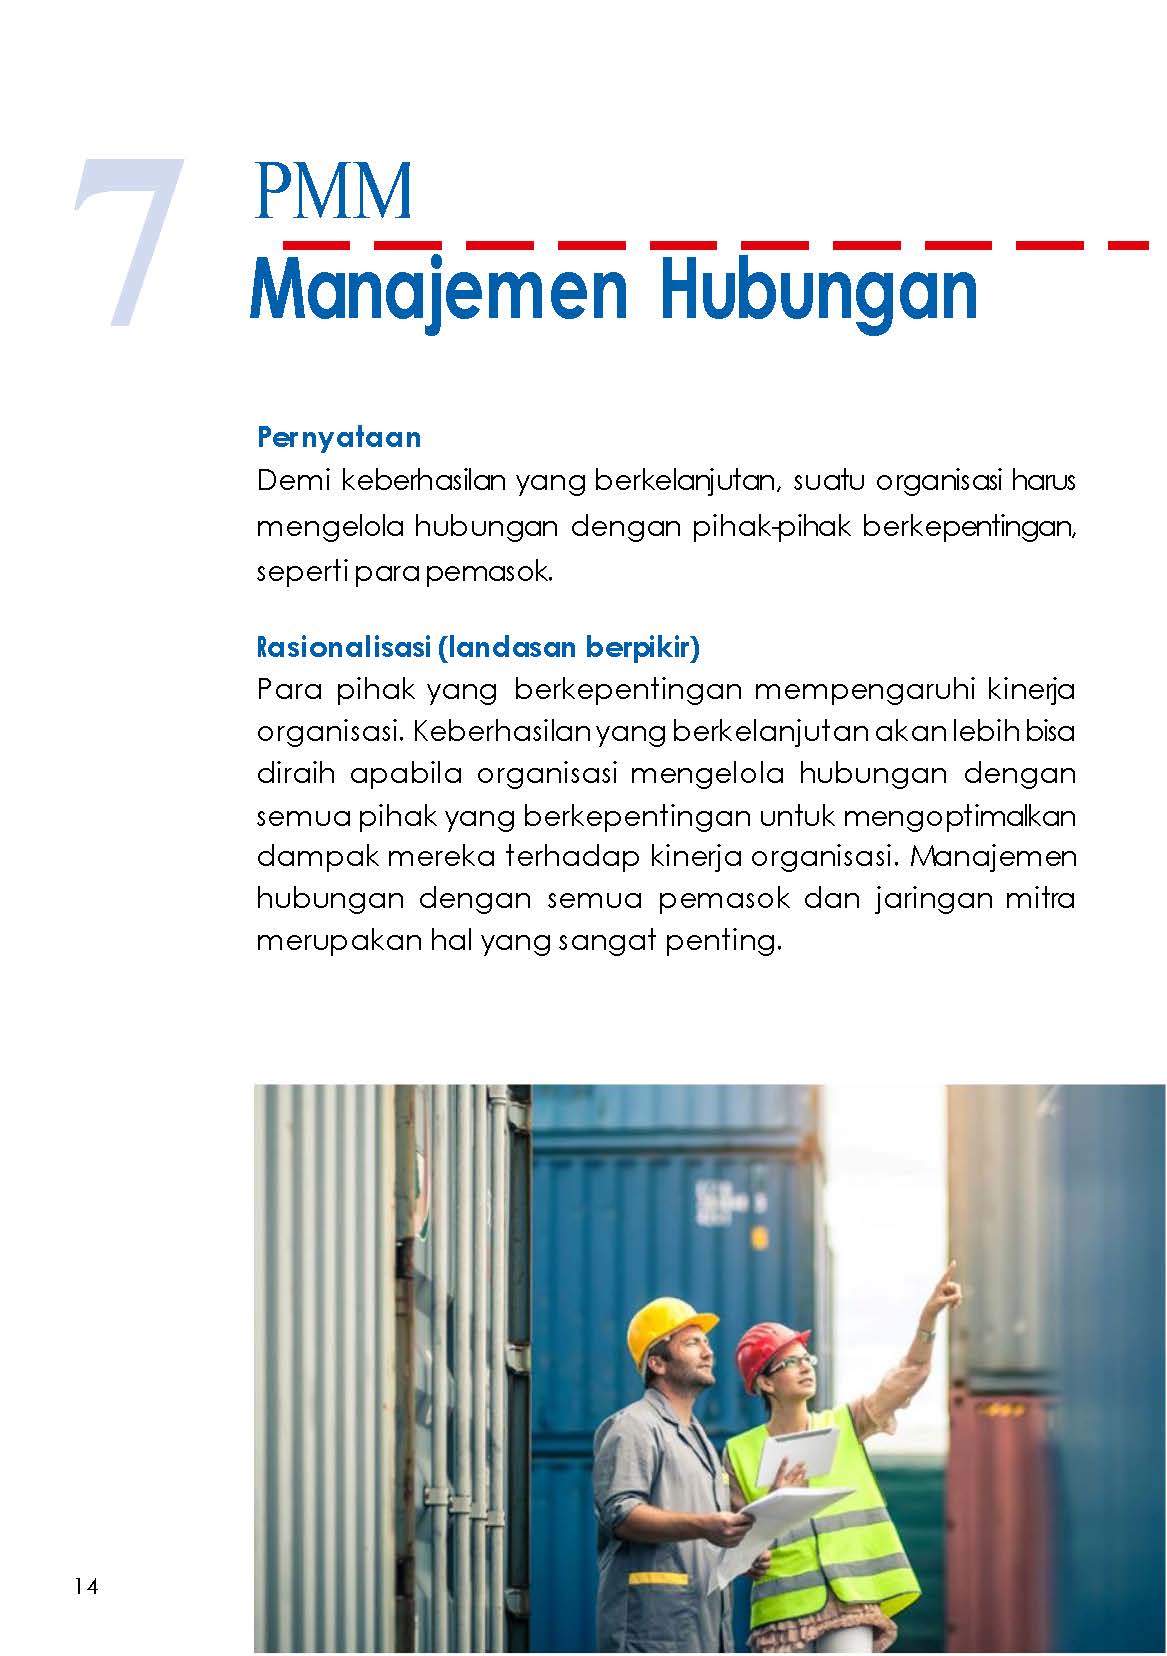 7
PMM
Manajemen Hubungan
Pernyataan
Demi keberhasilan yang berkelanjutan, suatu organisasi harus
mengelola hubungan dengan pihak-pihak berkepentingan,
seperti para pemasok.
Rasionalisasi (landasan berpikir)
Para pihak yang berkepentingan mempengaruhi kinerja
organisasi. Keberhasilan yang berkelanjutan akan lebih bisa
diraih apabila organisasi mengelola hubungan dengan
semua pihak yang berkepentingan untuk mengoptimalkan
dampak mereka terhadap kinerja organisasi. Manajemen
hubungan dengan semua pemasok dan jaringan mitra
merupakan hal yang sangat penting.
14